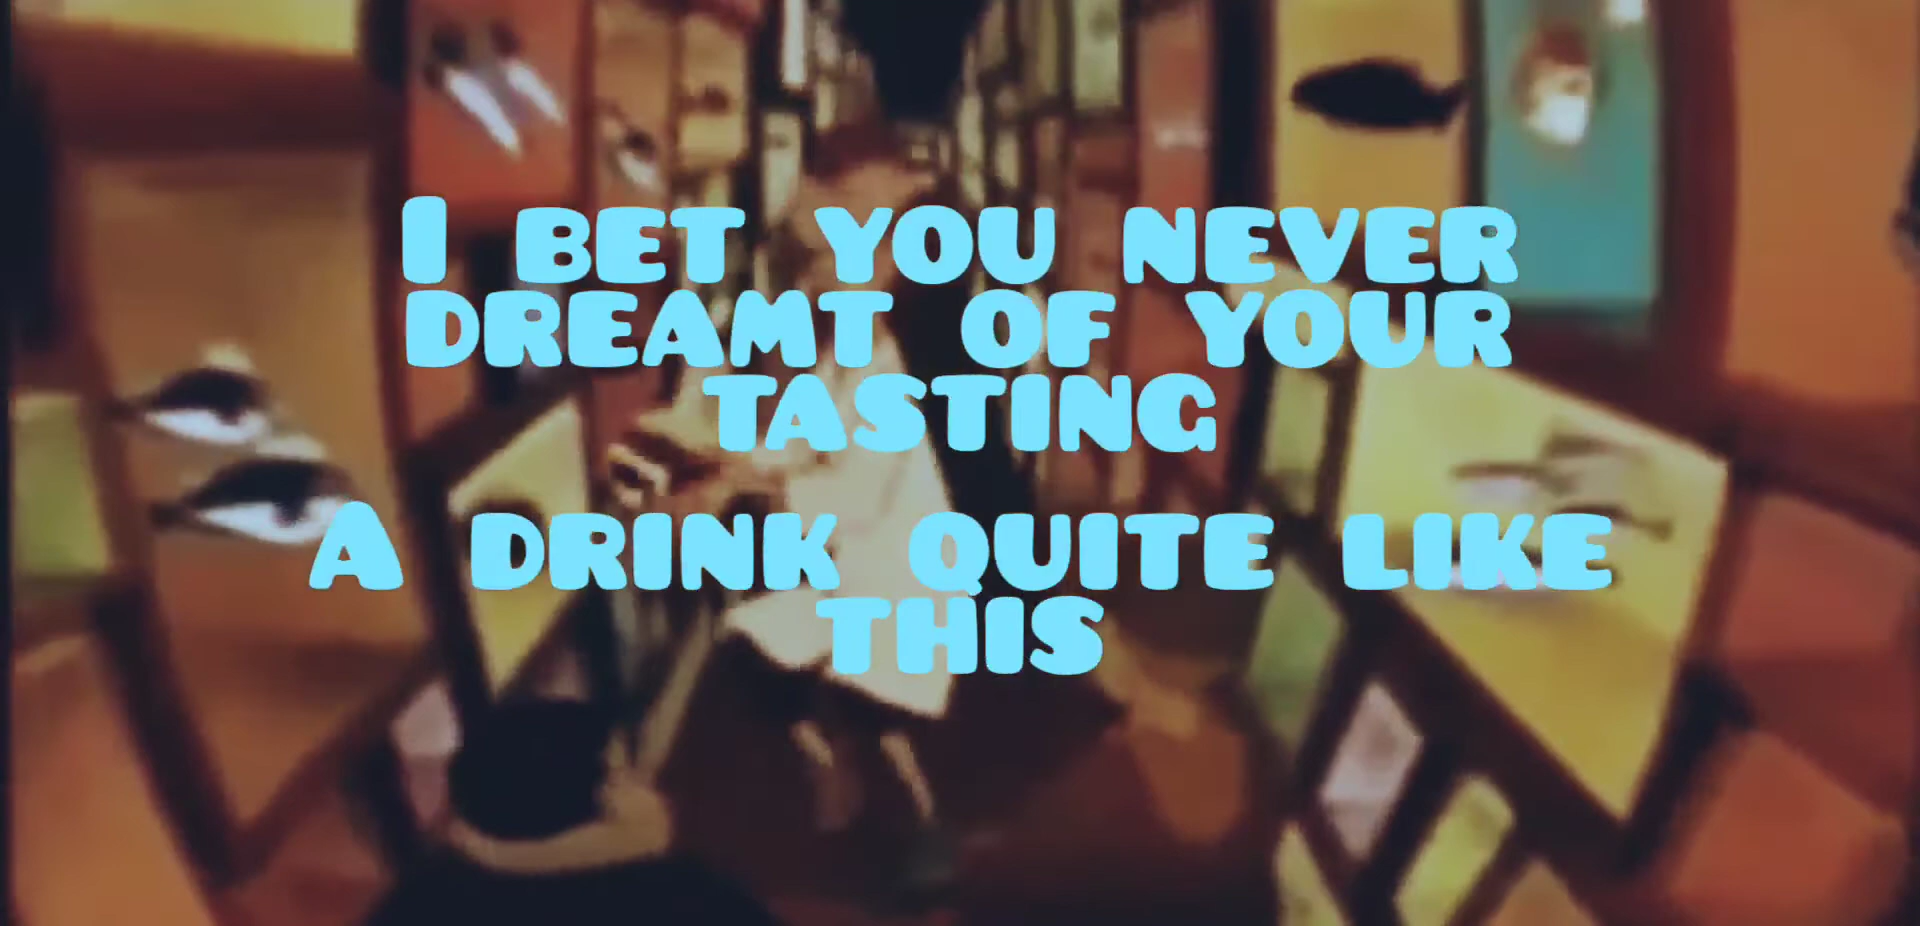 I BET YOU NEVER
DREAMT OF YOUR
TASTING
A DRINK QUITE LIKE
THIS